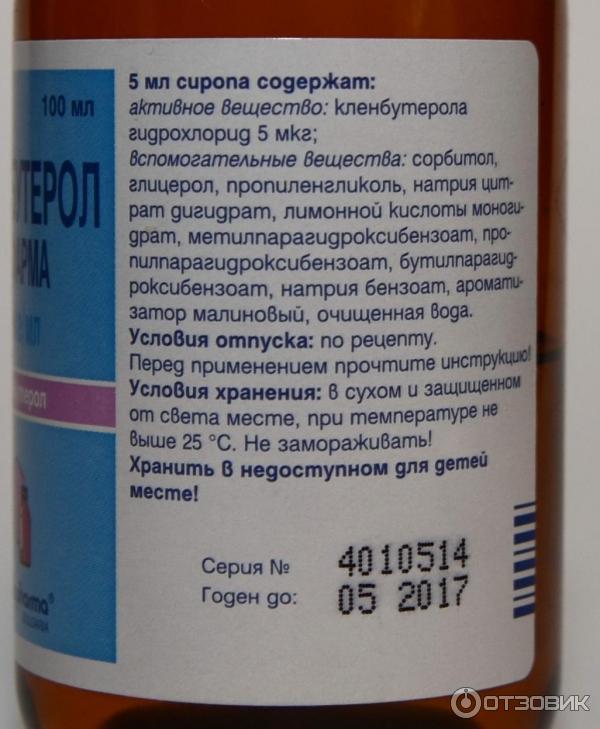 100 мл
5 мл сиропа содержат:
активное вещество: кленбутерола
гидрохлорид 5 мкг;
вспомогательные вещества: сорбитол,
глицерол, пропиленгликоль, натрия цит-
рат дигидрат, лимонной кислоты моноги-
драт, метилпарагидроксибензоат, про-
пилпарагидроксибензоат, бутилпарагид-
роксибензоат, натрия бензоат, аромати-
затор малиновый, очищенная вода.
Условия отпуска: по рецепту.
Перед применением прочтите инструкцию!
Условия хранения: в сухом и защищенном
от света месте, при температуре не
выше 25 °C. Не замораживать!
Хранить в недоступном для детей
месте!
Серия № 4010514
Годен до: 05 2017
ОТЗОВИК